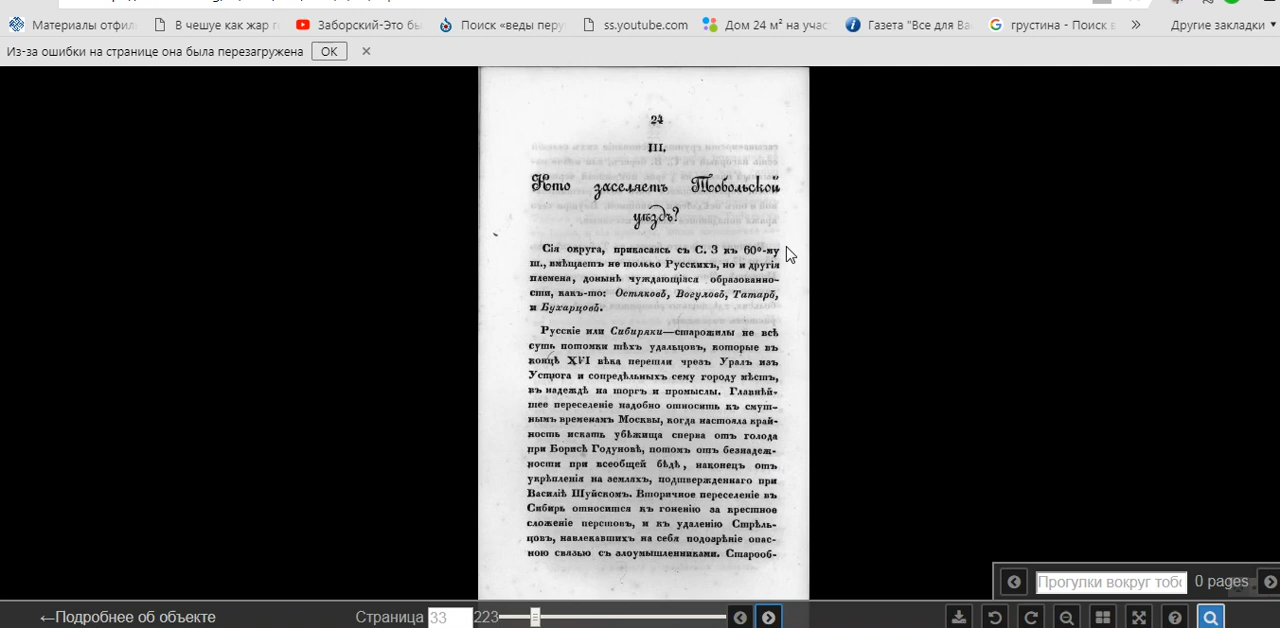 Материалы отфил
В чешуе как жар г
Заборский-Это бы
Поиск «веды перу
ss.youtube.com
Дом 24 м² на учас
Газета "Все для Ва
грустина - Поиск в
»
Другие закладки
Из-за ошибки на странице она была перезагружена
ОК
24
III.
Кто заселяетъ Тобольской
уѣздъ?
Сія округа, прикасаясь съ С. З къ 60°-му
ш., вмѣщаетъ не только Русскихъ, но и другія
племена, донынѣ чуждающіяся образованно-
сти, какъ-то: Остяковъ, Вогуловъ, Татаръ,
и Бухарцовъ.
Русскіе или Сибиряки—старожилы не всѣ
суть потомки тѣхъ удальцовъ, которые въ
концѣ XVI вѣка перешли чрезъ Уралъ изъ
Устюга и сопредѣльныхъ сему городу мѣстъ,
въ надеждѣ на торгъ и промыслы. Главнѣй-
шее переселеніе надобно относить къ смут-
нымъ временамъ Москвы, когда настояла край-
ность искать убѣжища сперва отъ голода
при Борисѣ Годуновѣ, потомъ отъ безнадеж-
ности при всеобщей бѣдѣ, наконецъ отъ
укрѣпленія на земляхъ, подтвержденнаго при
Василіѣ Шуйскомъ. Вторичное переселеніе въ
Сибирь относится къ гоненію за крестное
сложеніе перстовъ, и къ удаленію Стрѣль-
цовъ, навлекавшихъ на себя подозрѣніе опас-
ною связью съ злоумышленниками. Старооб-
Прогулки вокруг тобо
0 pages
←Подробнее об объекте
Страница 33
223